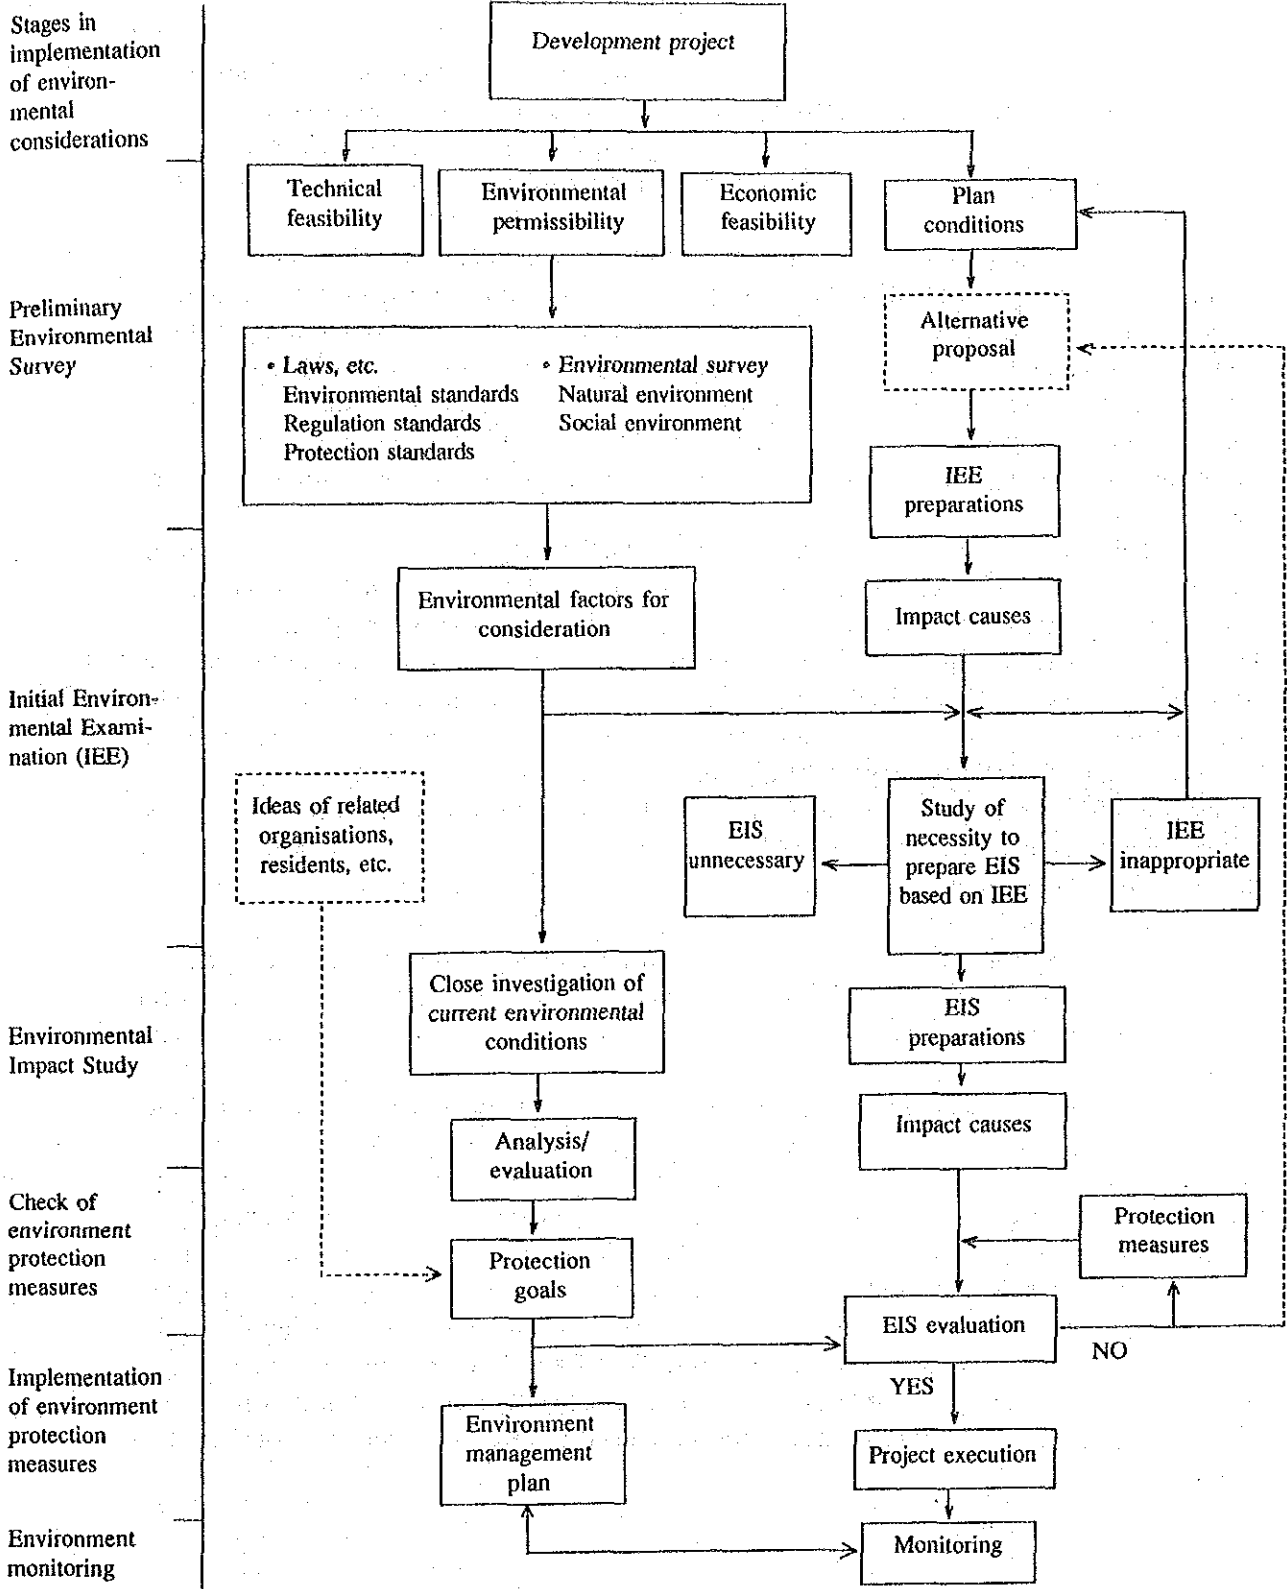 Stages in
implementation
of environ-
mental
considerations
Development project
Technical
feasibility
Environmental
permissibility
Economic
feasibility
Plan
conditions
Preliminary
Environmental
Survey
• Laws, etc.
Environmental standards
Regulation standards
Protection standards
• Environmental survey
Natural environment
Social environment
Alternative
proposal
IEE
preparations
Environmental factors for
consideration
Impact causes
Initial Environ-
mental Exami-
nation (IEE)
Ideas of related
organisations,
residents, etc.
EIS
unnecessary
Study of
necessity to
prepare EIS
based on IEE
IEE
inappropriate
Close investigation of
current environmental
conditions
EIS
preparations
Environmental
Impact Study
Analysis/
evaluation
Impact causes
Check of
environment
protection
measures
Protection
goals
Protection
measures
EIS evaluation
NO
YES
Implementation
of environment
protection
measures
Environment
management
plan
Project execution
Environment
monitoring
Monitoring